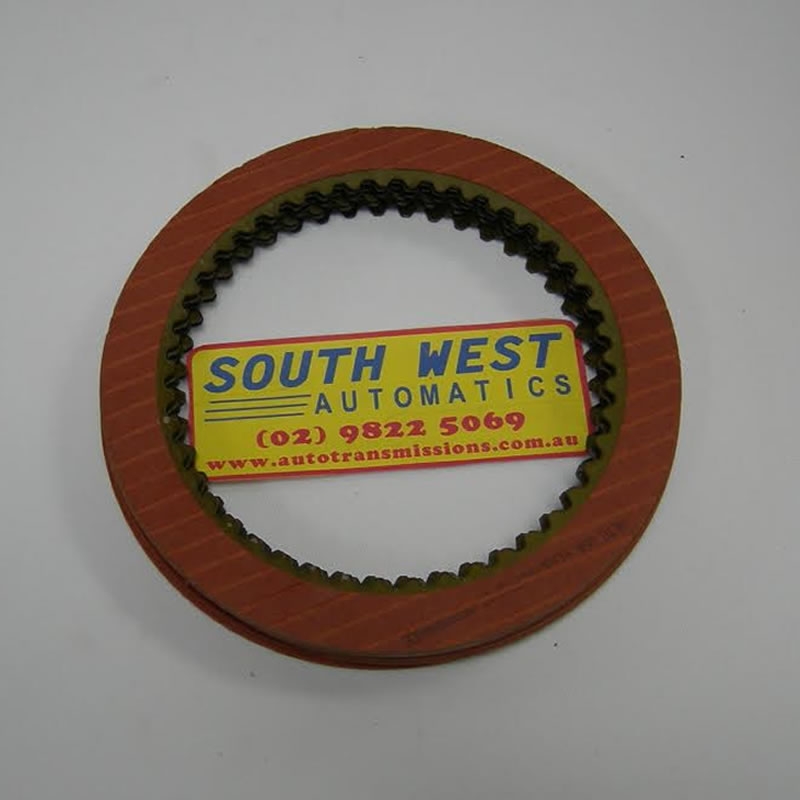 SOUTH WEST
AUTOMATICS
(02) 9822 5069
www.autotransmissions.com.au